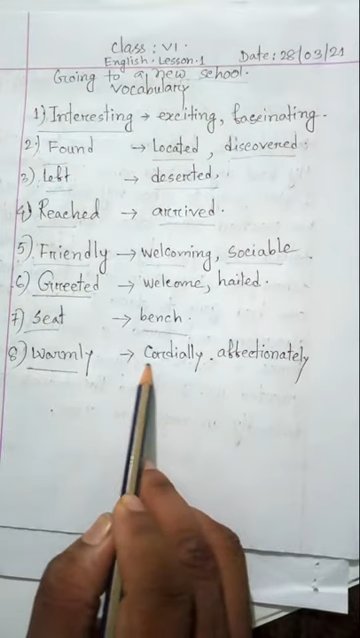 Class : VI.
English. Lesson. 1 Date: 28/03/21
Going to a new school.
Vocabulary
1) Interesting → exciting, fascinating.
2) Found → Located, discovered.
3) Left → deserted.
4) Reached → arrived.
5) Friendly → welcoming, sociable.
6) Greeted → welcome, hailed.
7) Seat → bench.
8) Warmly → Cordially. affectionately